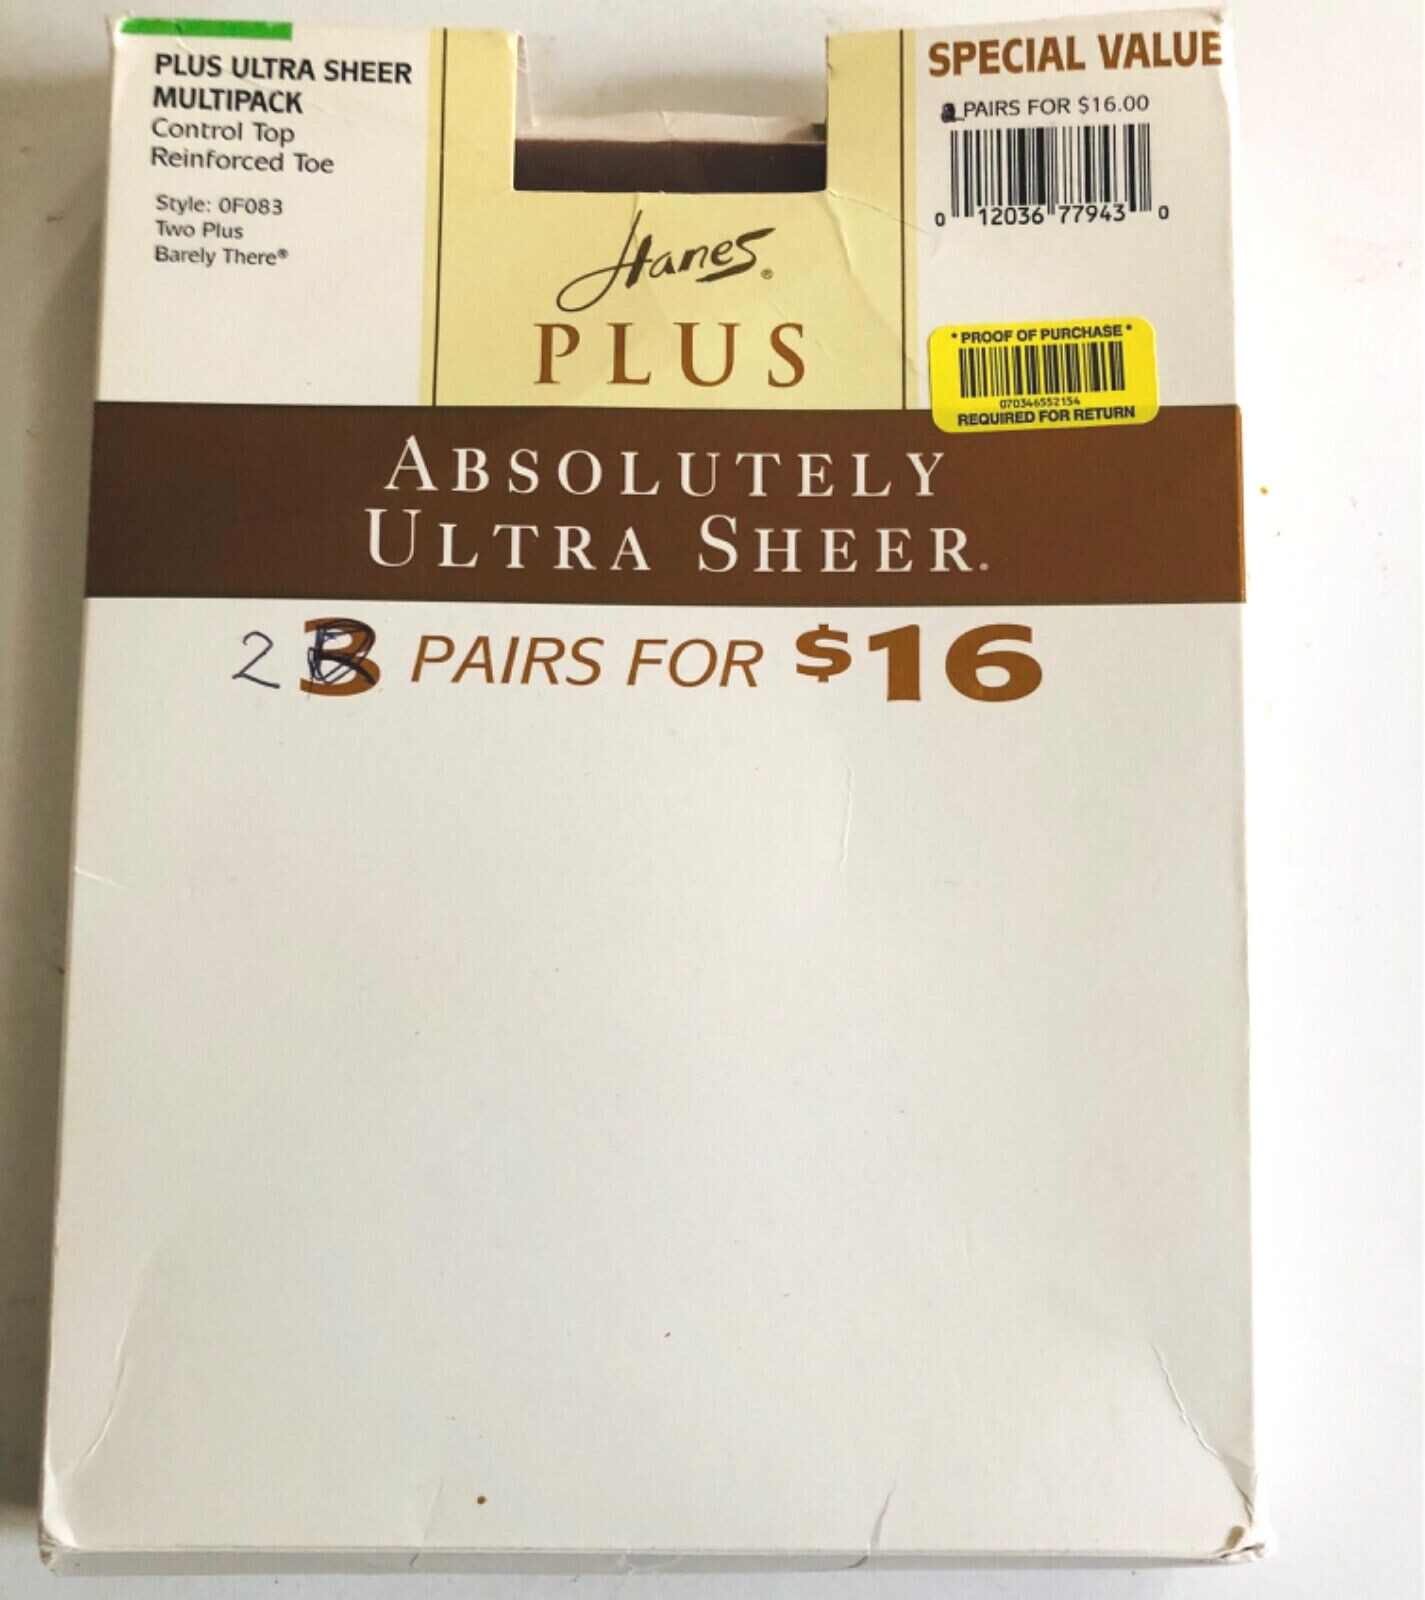 PLUS ULTRA SHEER
MULTIPACK
Control Top
Reinforced Toe
Style: 0F083
Two Plus
Barely There®
SPECIAL VALUE
2 PAIRS FOR $16.00
0 12036 77943 0
Hanes®
PLUS
* PROOF OF PURCHASE *
070346552154
REQUIRED FOR RETURN
ABSOLUTELY
ULTRA SHEER®
2 3 PAIRS FOR $16